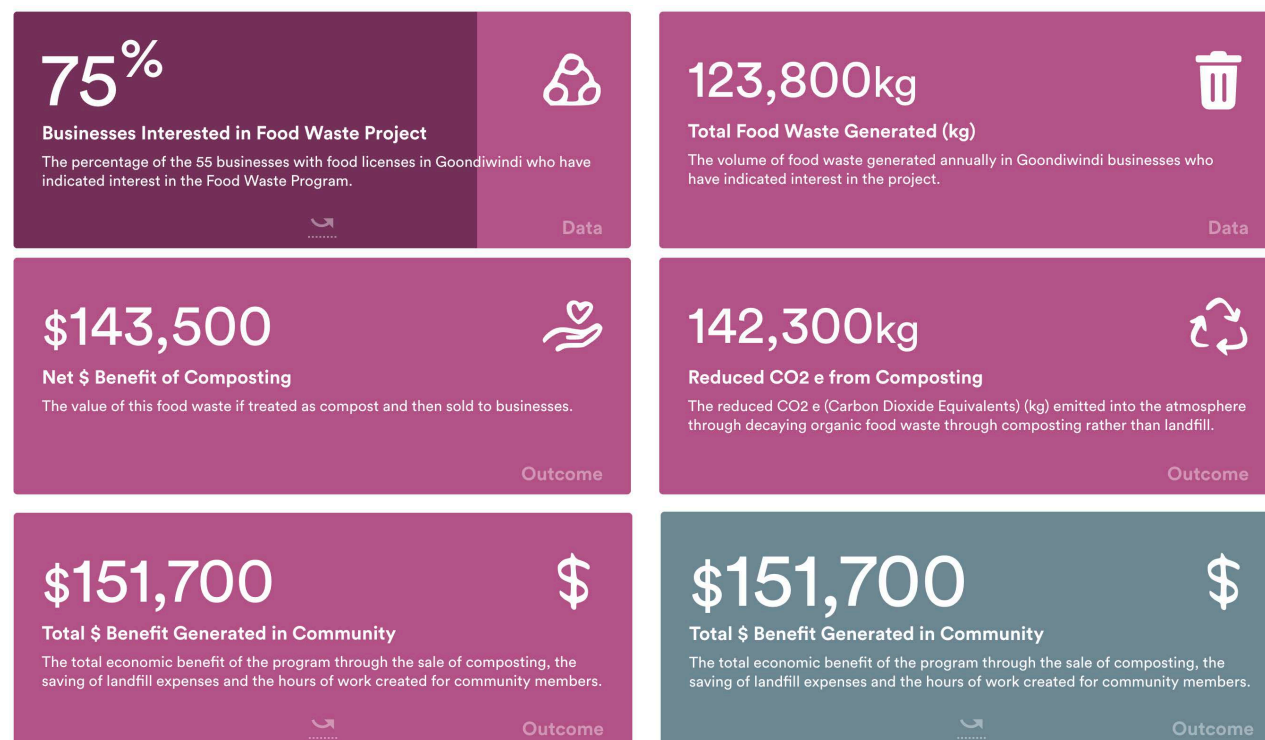 75%
Businesses Interested in Food Waste Project
The percentage of the 55 businesses with food licenses in Goondiwindi who have
indicated interest in the Food Waste Program.
Data
123,800kg
Total Food Waste Generated (kg)
The volume of food waste generated annually in Goondiwindi businesses who
have indicated interest in the project.
Data
$143,500
Net $ Benefit of Composting
The value of this food waste if treated as compost and then sold to businesses.
Outcome
142,300kg
Reduced CO2 e from Composting
The reduced CO2 e (Carbon Dioxide Equivalents) (kg) emitted into the atmosphere
through decaying organic food waste through composting rather than landfill.
Outcome
$151,700
$
Total $ Benefit Generated in Community
The total economic benefit of the program through the sale of composting, the
saving of landfill expenses and the hours of work created for community members.
Outcome
$151,700
$
Total $ Benefit Generated in Community
The total economic benefit of the program through the sale of composting, the
saving of landfill expenses and the hours of work created for community members.
Outcome